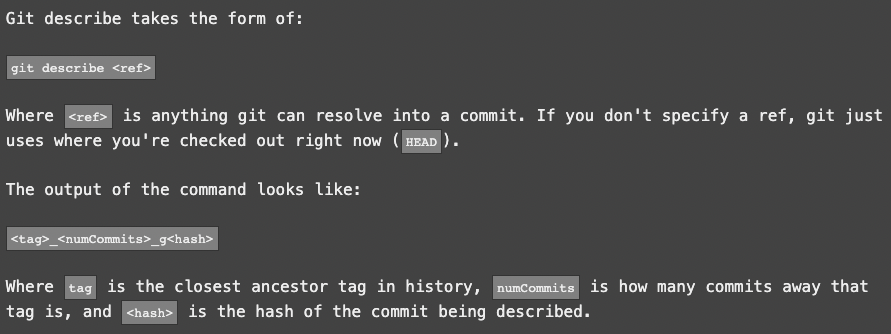 Git describe takes the form of:
git describe <ref>
Where <ref> is anything git can resolve into a commit. If you don't specify a ref, git just
uses where you're checked out right now (HEAD).
The output of the command looks like:
<tag>_<numCommits>_g<hash>
Where tag is the closest ancestor tag in history, numCommits is how many commits away that
tag is, and <hash> is the hash of the commit being described.